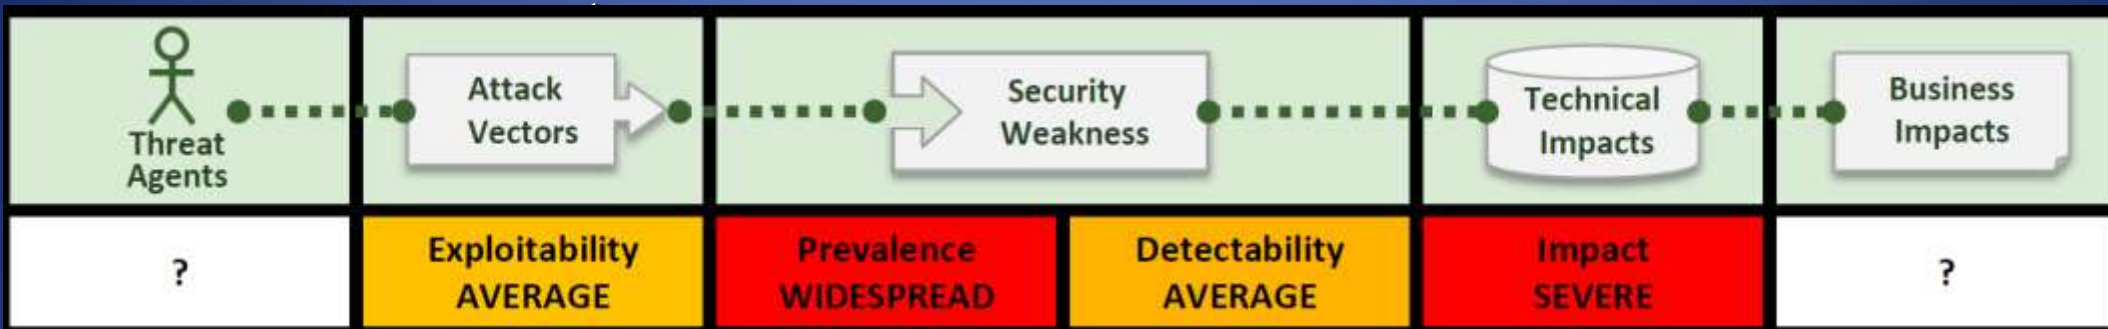 Threat
Agents
Attack
Vectors
Security
Weakness
Technical
Impacts
Business
Impacts
?
Exploitability
AVERAGE
Prevalence
WIDESPREAD
Detectability
AVERAGE
Impact
SEVERE
?